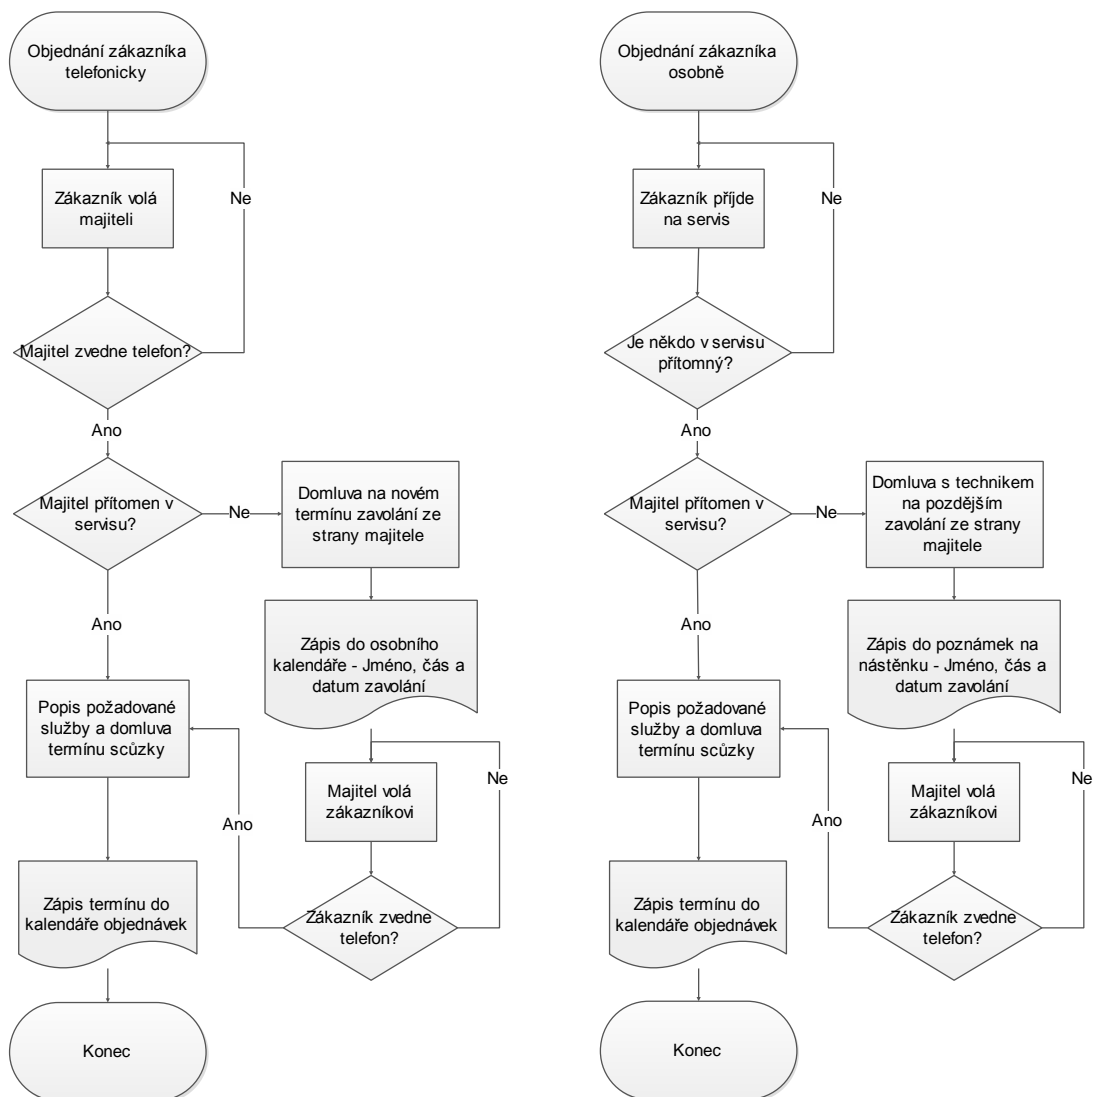 Objednání zákazníka
telefonicky
Zákazník volá
majiteli
Ne
Majitel zvedne telefon?
Ano
Majitel přítomen v
servisu?
Ne
Domluva na novém
termínu zavolání ze
strany majitele
Ano
Zápis do osobního
kalendáře - Jméno, čás a
datum zavolání
Popis požadované
služby a domluva
termínu scůzky
Majitel volá
zákazníkovi
Ne
Ano
Zákazník zvedne
telefon?
Zápis termínu do
kalendáře objednávek
Konec
Objednání zákazníka
osobně
Zákazník příjde
na servis
Ne
Je někdo v servisu
přítomný?
Ano
Majitel přítomen v
servisu?
Ne
Domluva s technikem
na pozdějším
zavolání ze strany
majitele
Ano
Zápis do poznámek na
nástěnku - Jméno, čás a
datum zavolání
Popis požadované
služby a domluva
termínu scůzky
Majitel volá
zákazníkovi
Ne
Ano
Zákazník zvedne
telefon?
Zápis termínu do
kalendáře objednávek
Konec